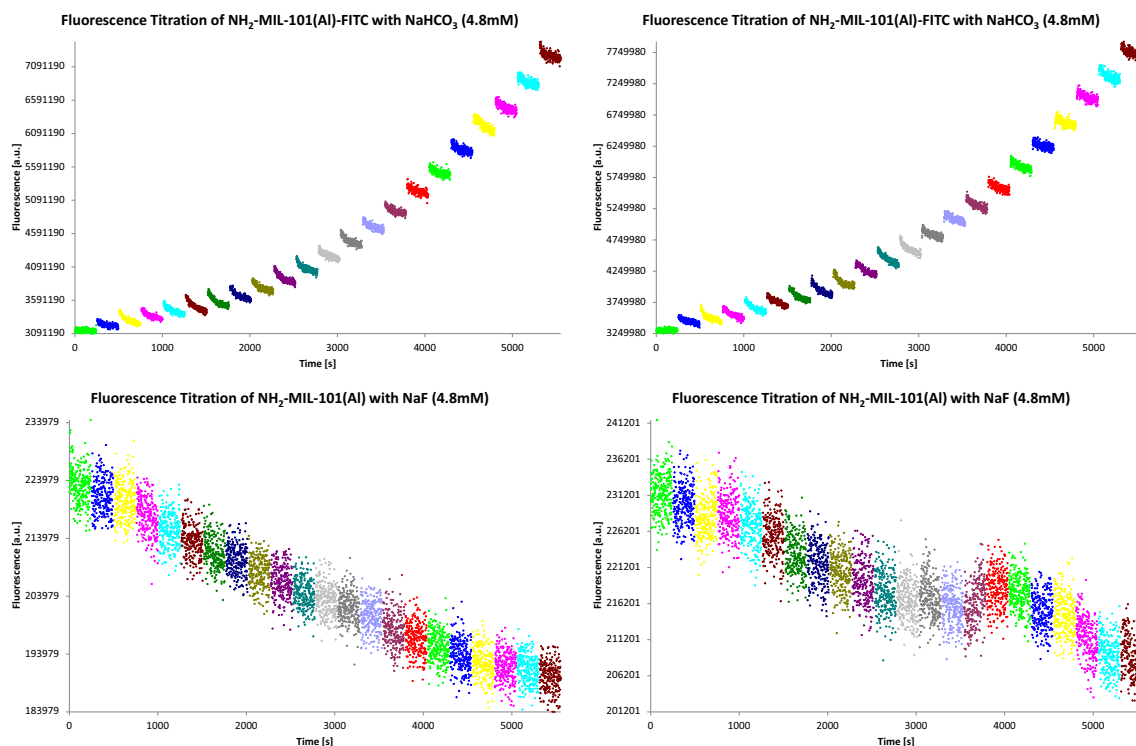 Fluorescence Titration of NH₂-MIL-101(Al)-FITC with NaHCO₃ (4.8mM)
Fluorescence [a.u.]
7091190
6591190
6091190
5591190
5091190
4591190
4091190
3591190
3091190
0 1000 2000 3000 4000 5000
Time [s]
Fluorescence Titration of NH₂-MIL-101(Al)-FITC with NaHCO₃ (4.8mM)
Fluorescence [a.u.]
7749980
7249980
6749980
6249980
5749980
5249980
4749980
4249980
3749980
3249980
0 1000 2000 3000 4000 5000
Time [s]
Fluorescence Titration of NH₂-MIL-101(Al) with NaF (4.8mM)
Fluorescence [a.u.]
233979
223979
213979
203979
193979
183979
0 1000 2000 3000 4000 5000
Time [s]
Fluorescence Titration of NH₂-MIL-101(Al) with NaF (4.8mM)
Fluorescence [a.u.]
241201
236201
231201
226201
221201
216201
211201
206201
201201
0 1000 2000 3000 4000 5000
Time [s]